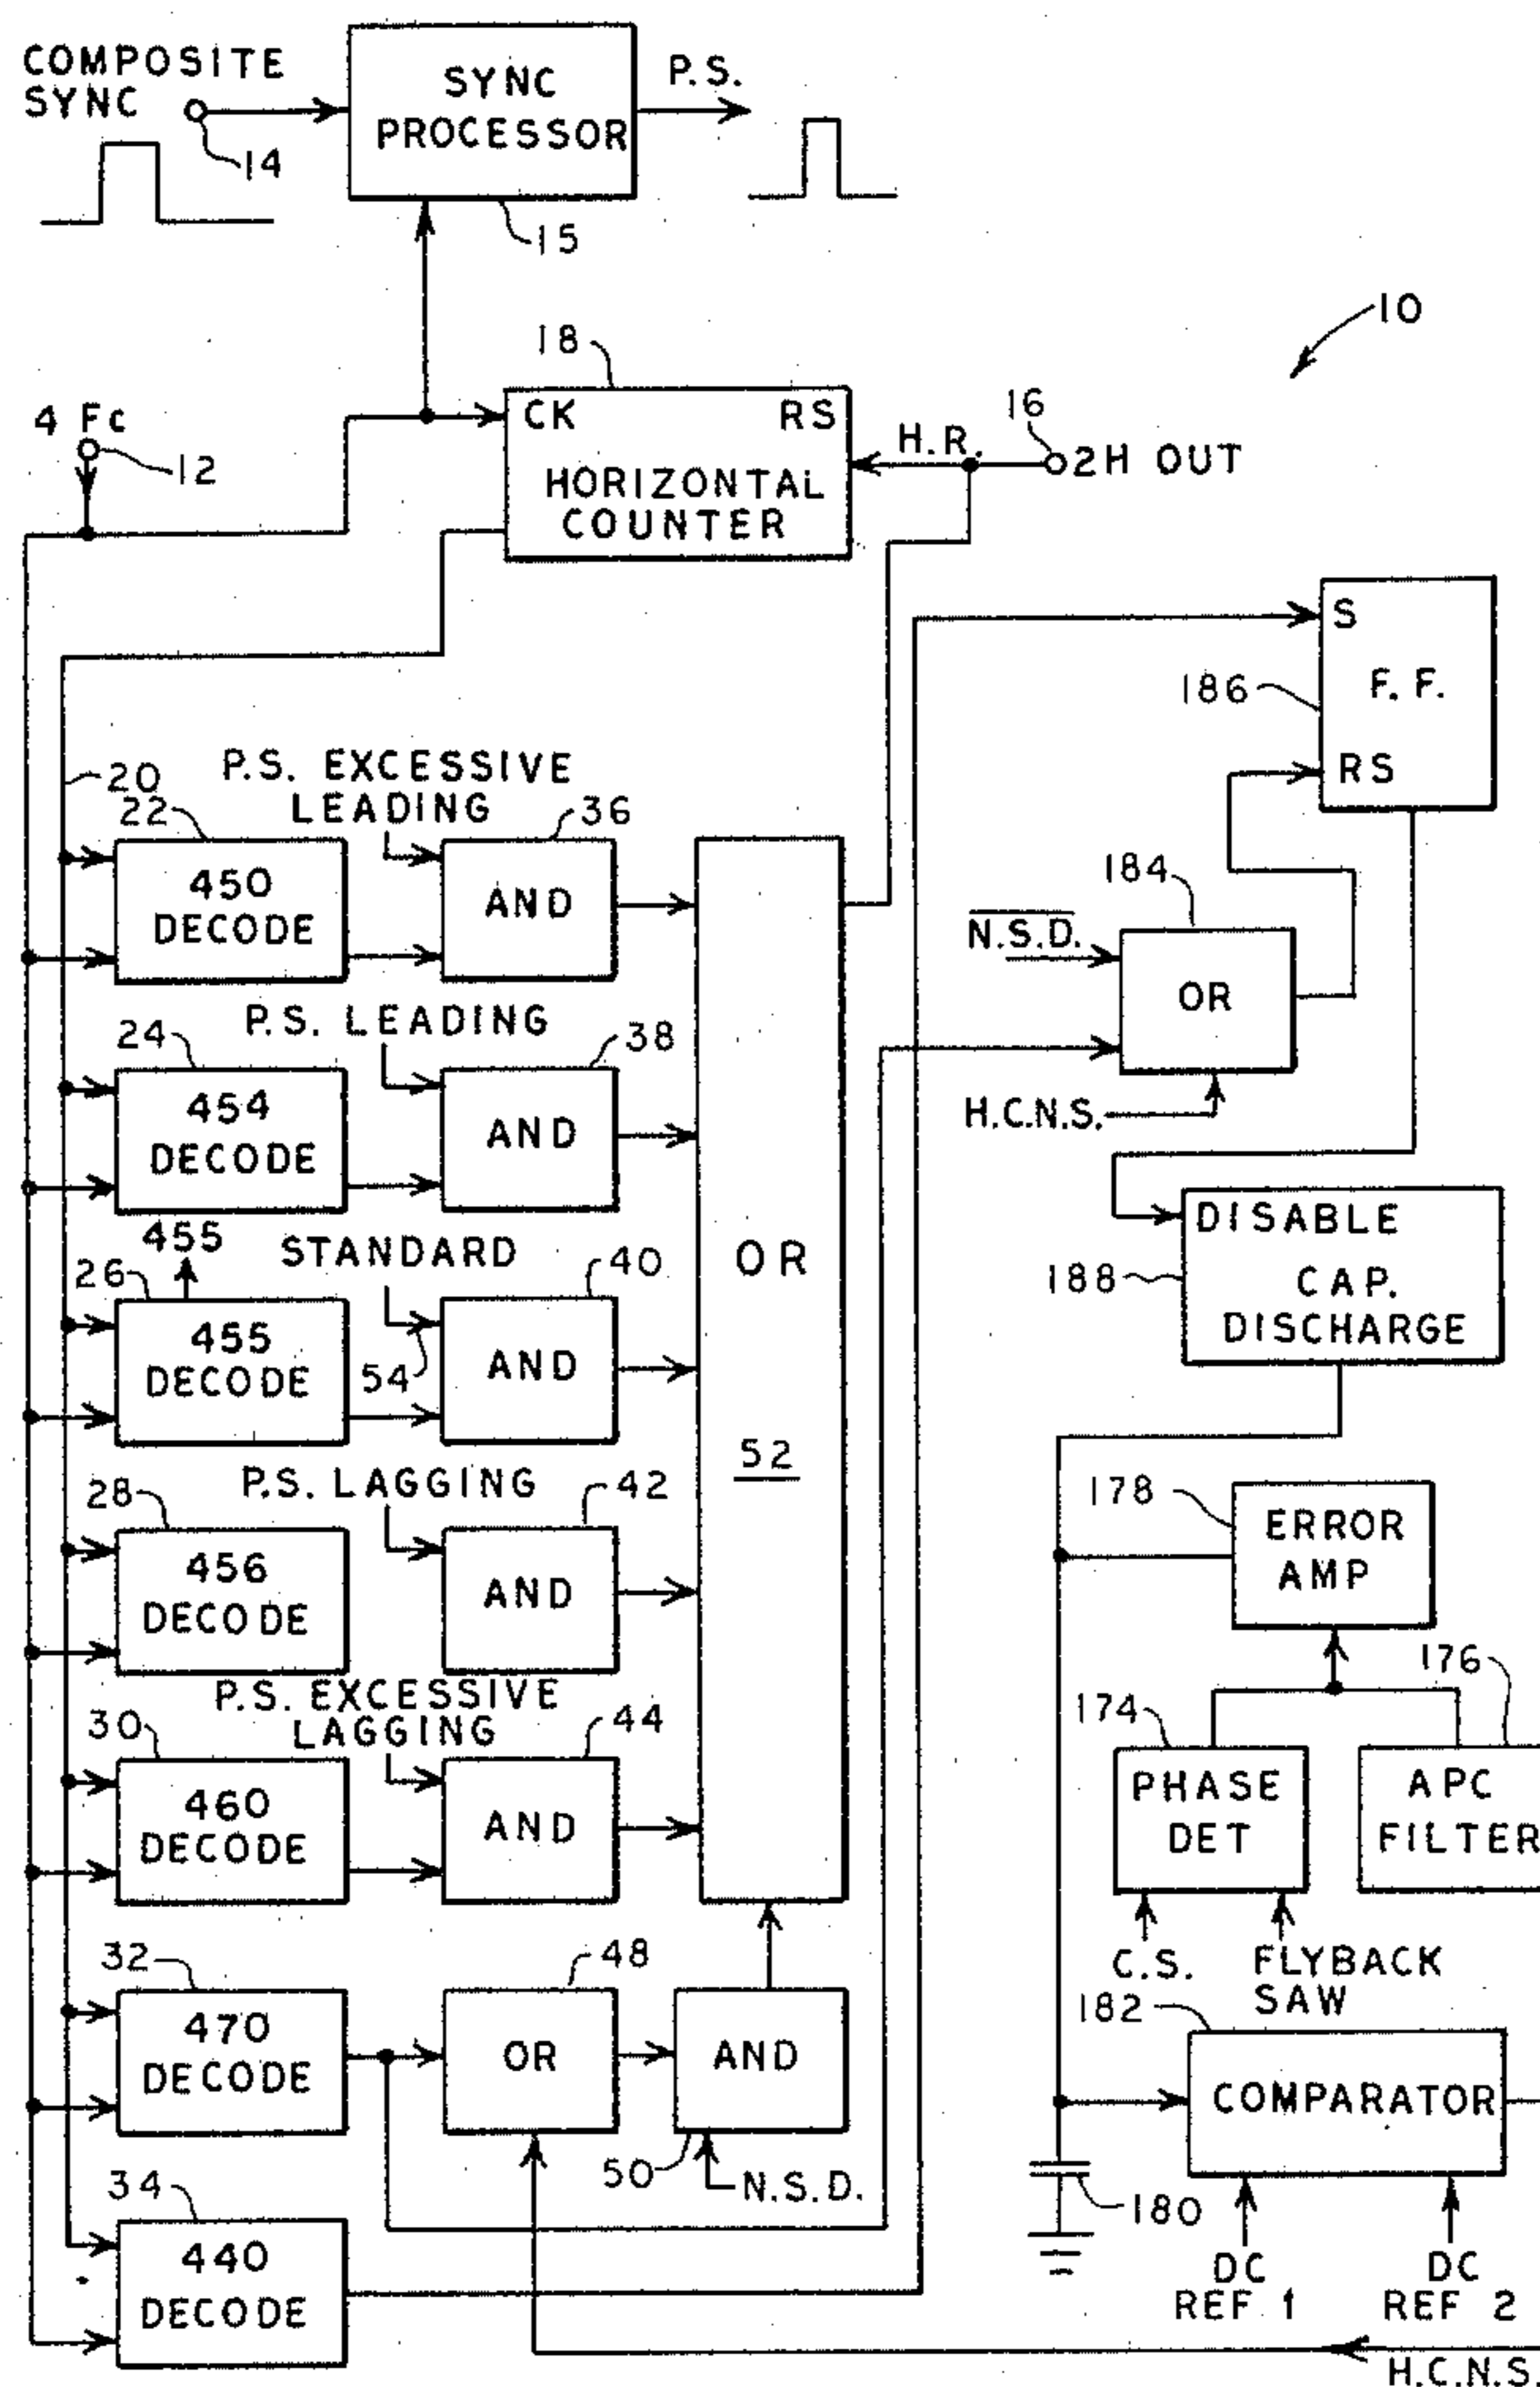 COMPOSITE
SYNC
14
SYNC
PROCESSOR
P.S.
15
10
18
4 Fc
12
CK
RS
HORIZONTAL
COUNTER
H.R.
16
2H OUT
S
F.F.
RS
186
20
P.S. EXCESSIVE
LEADING
22
36
450
DECODE
AND
184
N.S.D.
OR
H.C.N.S.
P.S. LEADING
24
38
454
DECODE
AND
455
STANDARD
26
40
455
DECODE
54
AND
OR
52
DISABLE
CAP.
DISCHARGE
188
P.S. LAGGING
28
42
456
DECODE
AND
178
ERROR
AMP
P.S. EXCESSIVE
LAGGING
30
44
460
DECODE
AND
174
176
PHASE
DET
APC
FILTER
C.S.
FLYBACK
SAW
32
48
470
DECODE
OR
AND
50
N.S.D.
182
COMPARATOR
180
DC
REF 1
DC
REF 2
34
440
DECODE
H.C.N.S.